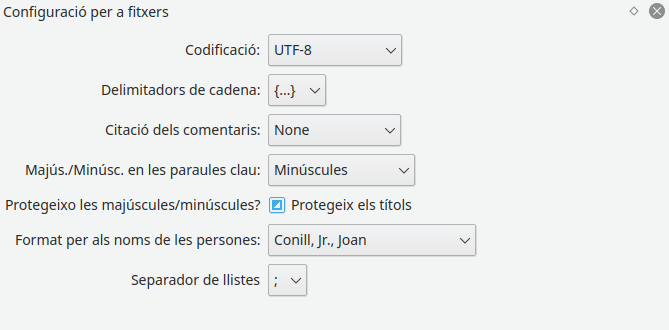 Configuració per a fitxers
Codificació: UTF-8
Delimitadors de cadena: {...}
Citació dels comentaris: None
Majús./Minúsc. en les paraules clau: Minúscules
Protegeixo les majúscules/minúscules? Protegeix els títols
Format per als noms de les persones: Conill, Jr., Joan
Separador de llistes ;